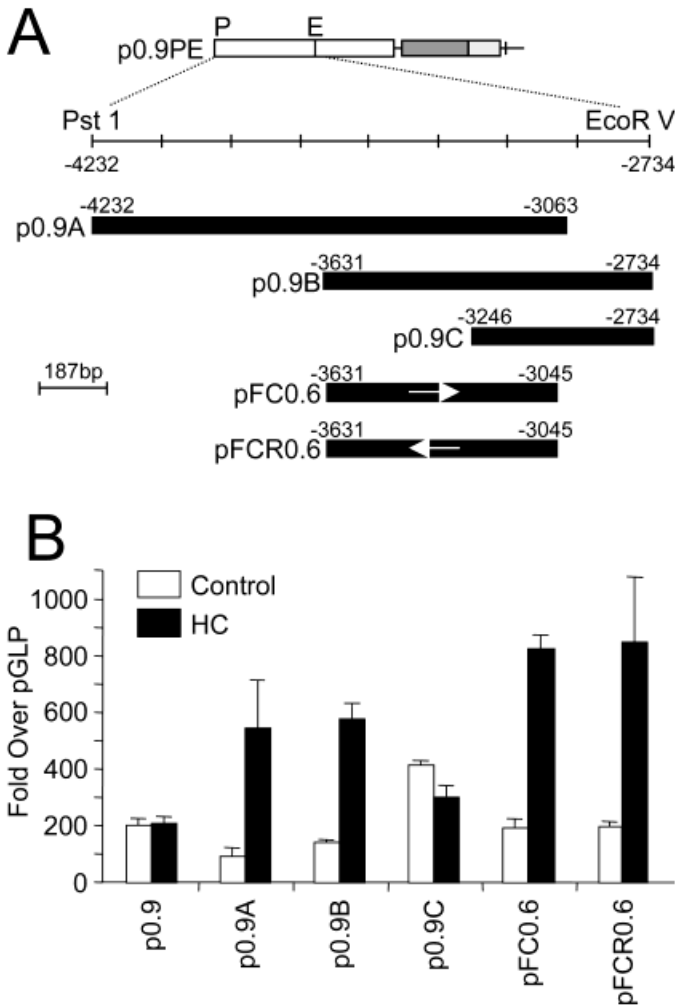 A
P E
p0.9PE
Pst 1 EcoR V
-4232 -2734
-4232 -3063
p0.9A
-3631 -2734
p0.9B
-3246 -2734
p0.9C
187bp
-3631 -3045
pFC0.6
-3631 -3045
pFCR0.6
B
Control
HC
Fold Over pGLP
1000
800
600
400
200
0
p0.9
p0.9A
p0.9B
p0.9C
pFC0.6
pFCR0.6